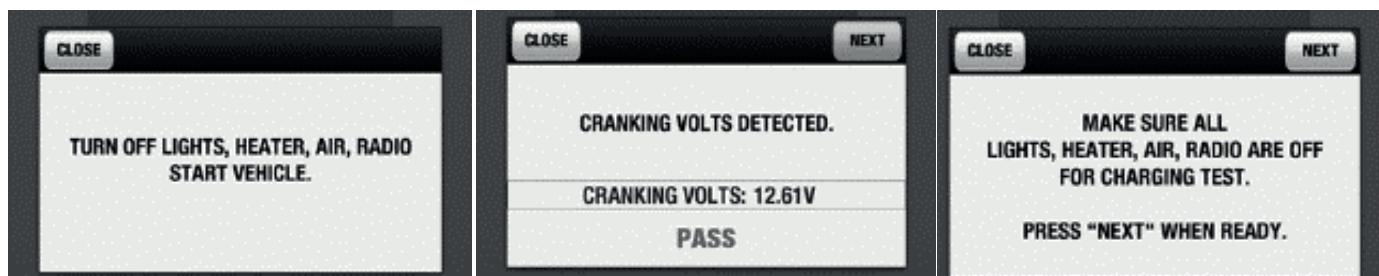 CLOSE
TURN OFF LIGHTS, HEATER, AIR, RADIO
START VEHICLE.
CLOSE
NEXT
CRANKING VOLTS DETECTED.
CRANKING VOLTS: 12.61V
PASS
CLOSE
NEXT
MAKE SURE ALL
LIGHTS, HEATER, AIR, RADIO ARE OFF
FOR CHARGING TEST.
PRESS "NEXT" WHEN READY.